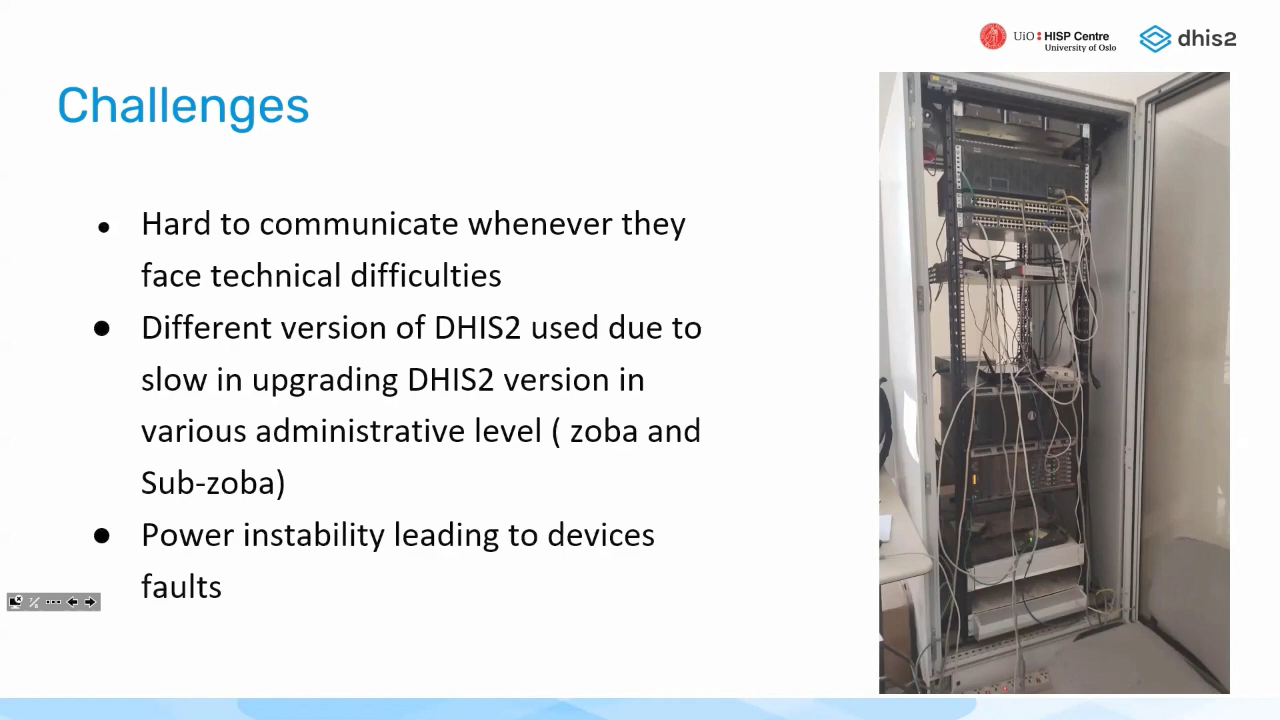 UiO HISP Centre
University of Oslo
dhis2
Challenges
● Hard to communicate whenever they
face technical difficulties
● Different version of DHIS2 used due to
slow in upgrading DHIS2 version in
various administrative level ( zoba and
Sub-zoba)
● Power instability leading to devices
faults